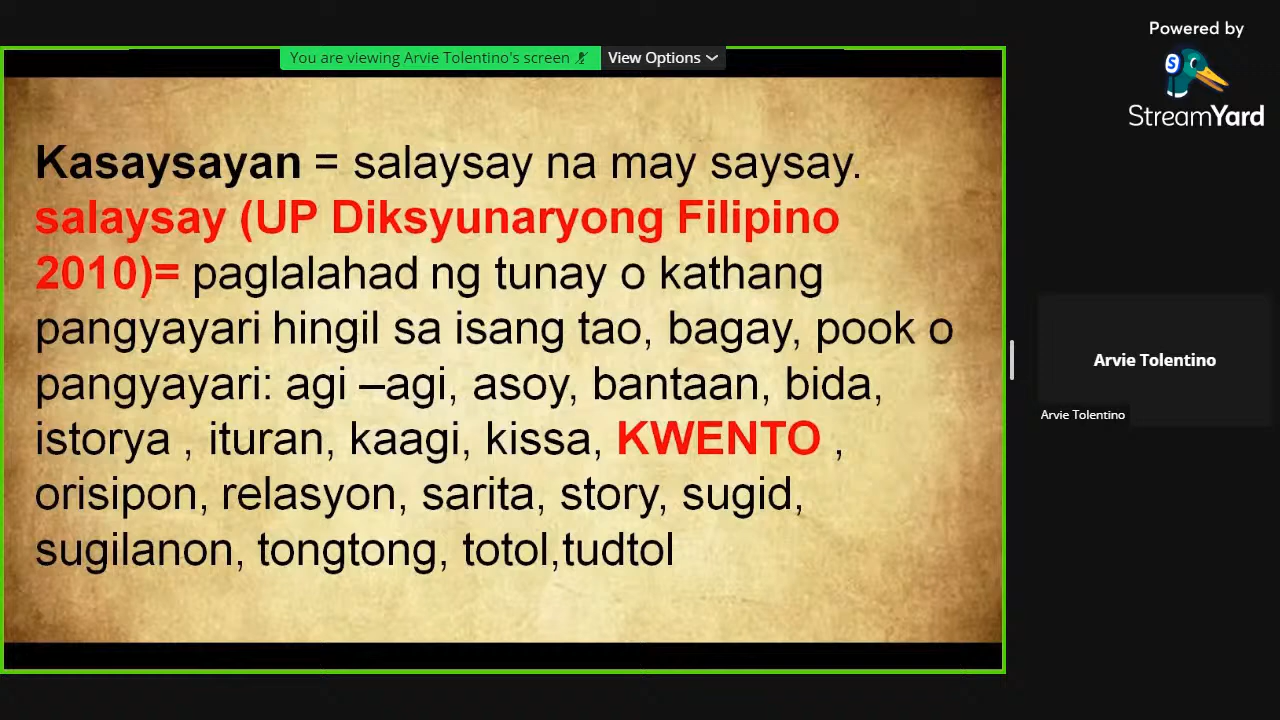 Powered by
StreamYard
You are viewing Arvie Tolentino's screen
View Options
Kasaysayan = salaysay na may saysay.
salaysay (UP Diksyunaryong Filipino
2010)= paglalahad ng tunay o kathang
pangyayari hingil sa isang tao, bagay, pook o
pangyayari: agi –agi, asoy, bantaan, bida,
istorya , ituran, kaagi, kissa, KWENTO ,
orisipon, relasyon, sarita, story, sugid,
sugilanon, tongtong, totol,tudtol
Arvie Tolentino
Arvie Tolentino